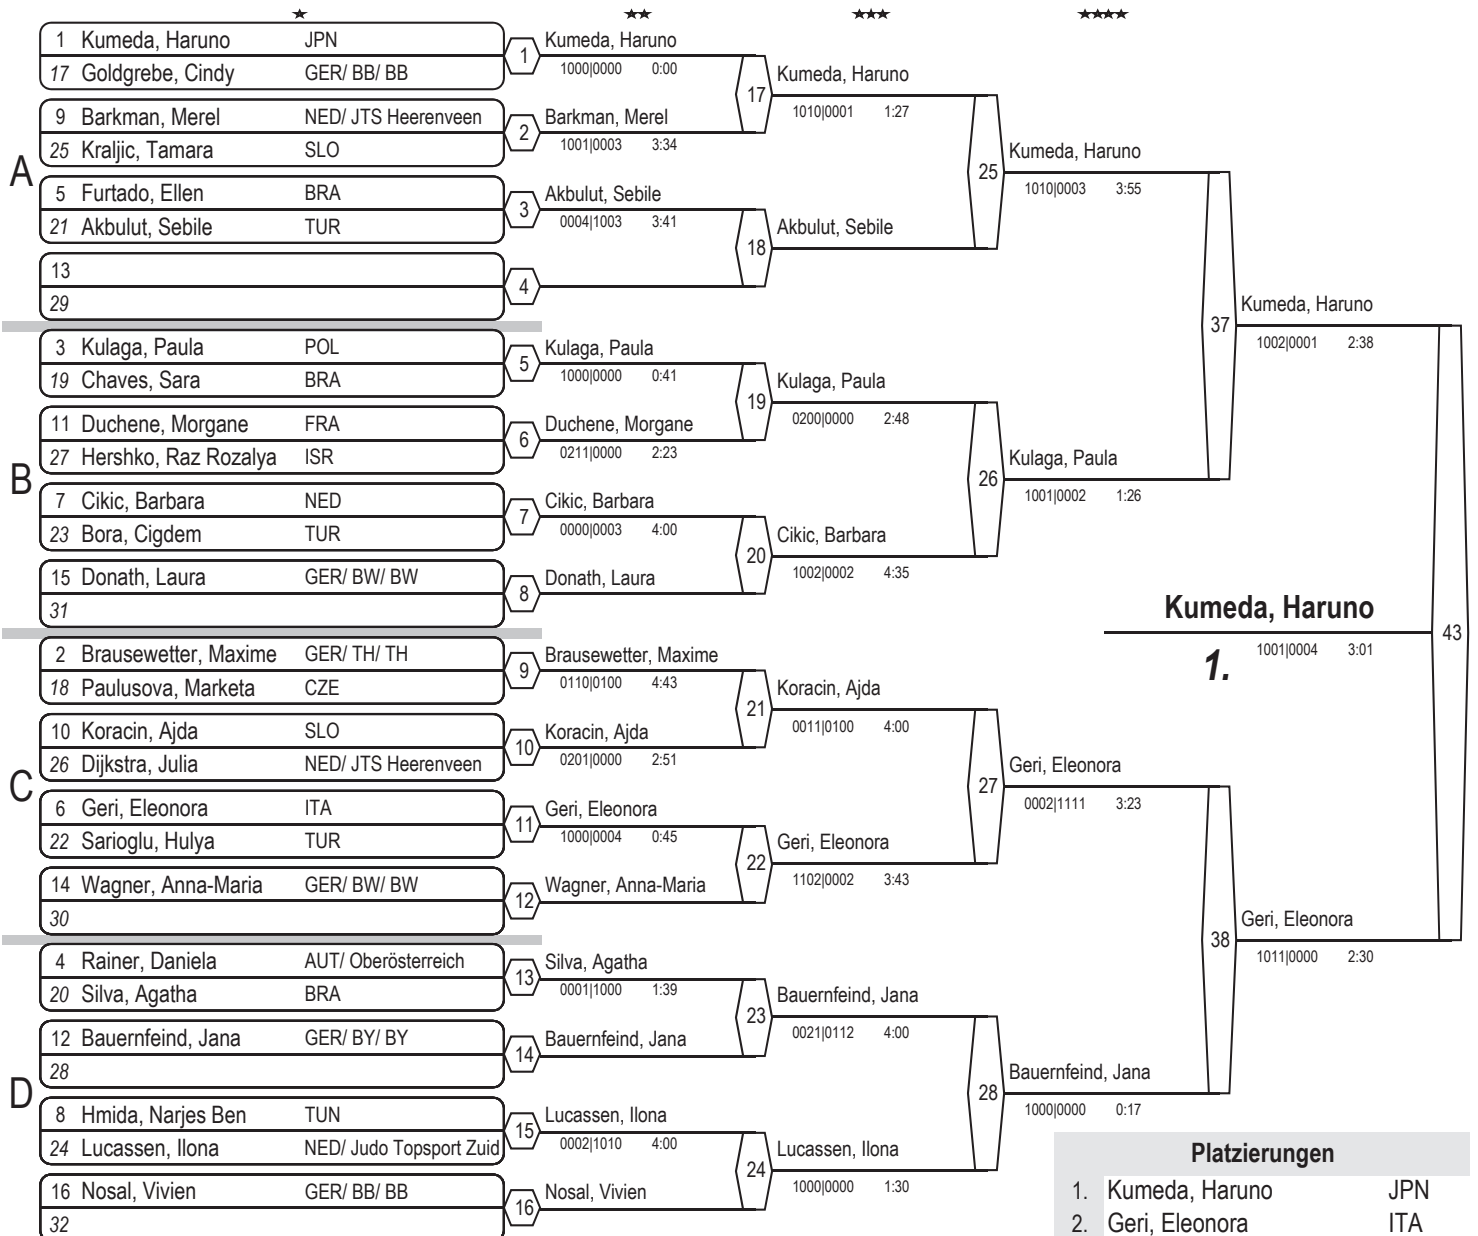 ★ ★★ ★★★ ★★★★
A
1 Kumeda, Haruno JPN
17 Goldgrebe, Cindy GER/ BB/ BB
9 Barkman, Merel NED/ JTS Heerenveen
25 Kraljic, Tamara SLO
5 Furtado, Ellen BRA
21 Akbulut, Sebile TUR
13
29
B
3 Kulaga, Paula POL
19 Chaves, Sara BRA
11 Duchene, Morgane FRA
27 Hershko, Raz Rozalya ISR
7 Cikic, Barbara NED
23 Bora, Cigdem TUR
15 Donath, Laura GER/ BW/ BW
31
C
2 Brausewetter, Maxime GER/ TH/ TH
18 Paulusova, Marketa CZE
10 Koracin, Ajda SLO
26 Dijkstra, Julia NED/ JTS Heerenveen
6 Geri, Eleonora ITA
22 Sarioglu, Hulya TUR
14 Wagner, Anna-Maria GER/ BW/ BW
30
D
4 Rainer, Daniela AUT/ Oberösterreich
20 Silva, Agatha BRA
12 Bauernfeind, Jana GER/ BY/ BY
28
8 Hmida, Narjes Ben TUN
24 Lucassen, Ilona NED/ Judo Topsport Zuid
16 Nosal, Vivien GER/ BB/ BB
32
1 Kumeda, Haruno
1000|0000 0:00
2 Barkman, Merel
1001|0003 3:34
3 Akbulut, Sebile
0004|1003 3:41
4
5 Kulaga, Paula
1000|0000 0:41
6 Duchene, Morgane
0211|0000 2:23
7 Cikic, Barbara
0000|0003 4:00
8 Donath, Laura
9 Brausewetter, Maxime
0110|0100 4:43
10 Koracin, Ajda
0201|0000 2:51
11 Geri, Eleonora
1000|0004 0:45
12 Wagner, Anna-Maria
13 Silva, Agatha
0001|1000 1:39
14 Bauernfeind, Jana
15 Lucassen, Ilona
0002|1010 4:00
16 Nosal, Vivien
17 Kumeda, Haruno
1010|0001 1:27
18 Akbulut, Sebile
19 Kulaga, Paula
0200|0000 2:48
20 Cikic, Barbara
1002|0002 4:35
21 Koracin, Ajda
0011|0100 4:00
22 Geri, Eleonora
1102|0002 3:43
23 Bauernfeind, Jana
0021|0112 4:00
24 Lucassen, Ilona
1000|0000 1:30
25 Kumeda, Haruno
1010|0003 3:55
26 Kulaga, Paula
1001|0002 1:26
27 Geri, Eleonora
0002|1111 3:23
28 Bauernfeind, Jana
1000|0000 0:17
37 Kumeda, Haruno
1002|0001 2:38
38 Geri, Eleonora
1011|0000 2:30
Kumeda, Haruno 43
1. 1001|0004 3:01
Platzierungen
1. Kumeda, Haruno JPN
2. Geri, Eleonora ITA